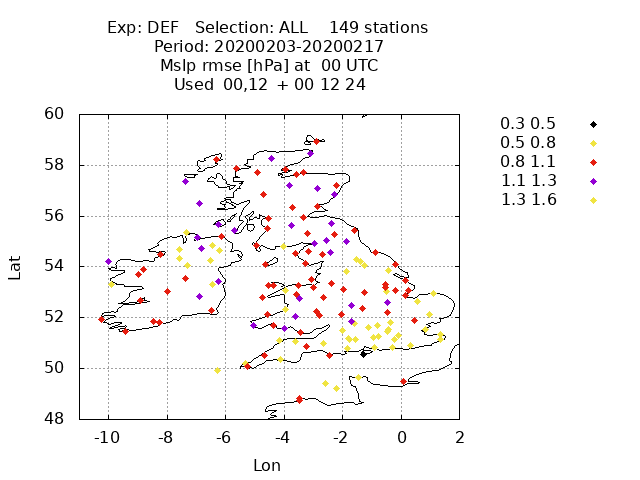 Exp: DEF Selection: ALL 149 stations
Period: 20200203-20200217
Mslp rmse [hPa] at 00 UTC
Used 00,12 + 00 12 24
60
58
56
54
52
50
48
Lat
-10 -8 -6 -4 -2 0 2
Lon
0.3 0.5
0.5 0.8
0.8 1.1
1.1 1.3
1.3 1.6